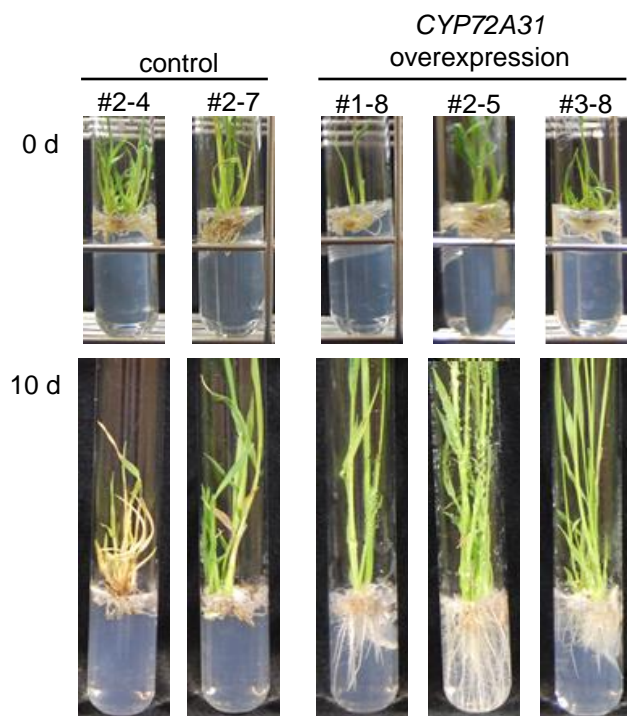 CYP72A31
control overexpression
#2-4 #2-7 #1-8 #2-5 #3-8
0 d
10 d